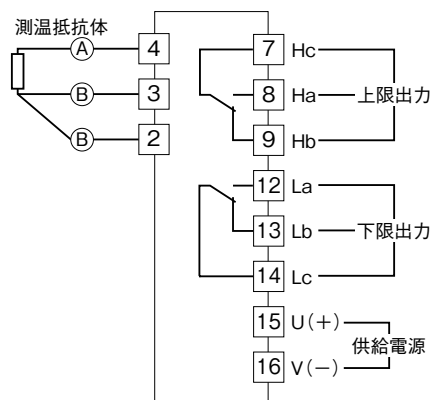 測温抵抗体
A 4
B 3
B 2
7 Hc
8 Ha 上限出力
9 Hb
12 La
13 Lb 下限出力
14 Lc
15 U(+)
供給電源
16 V(−)